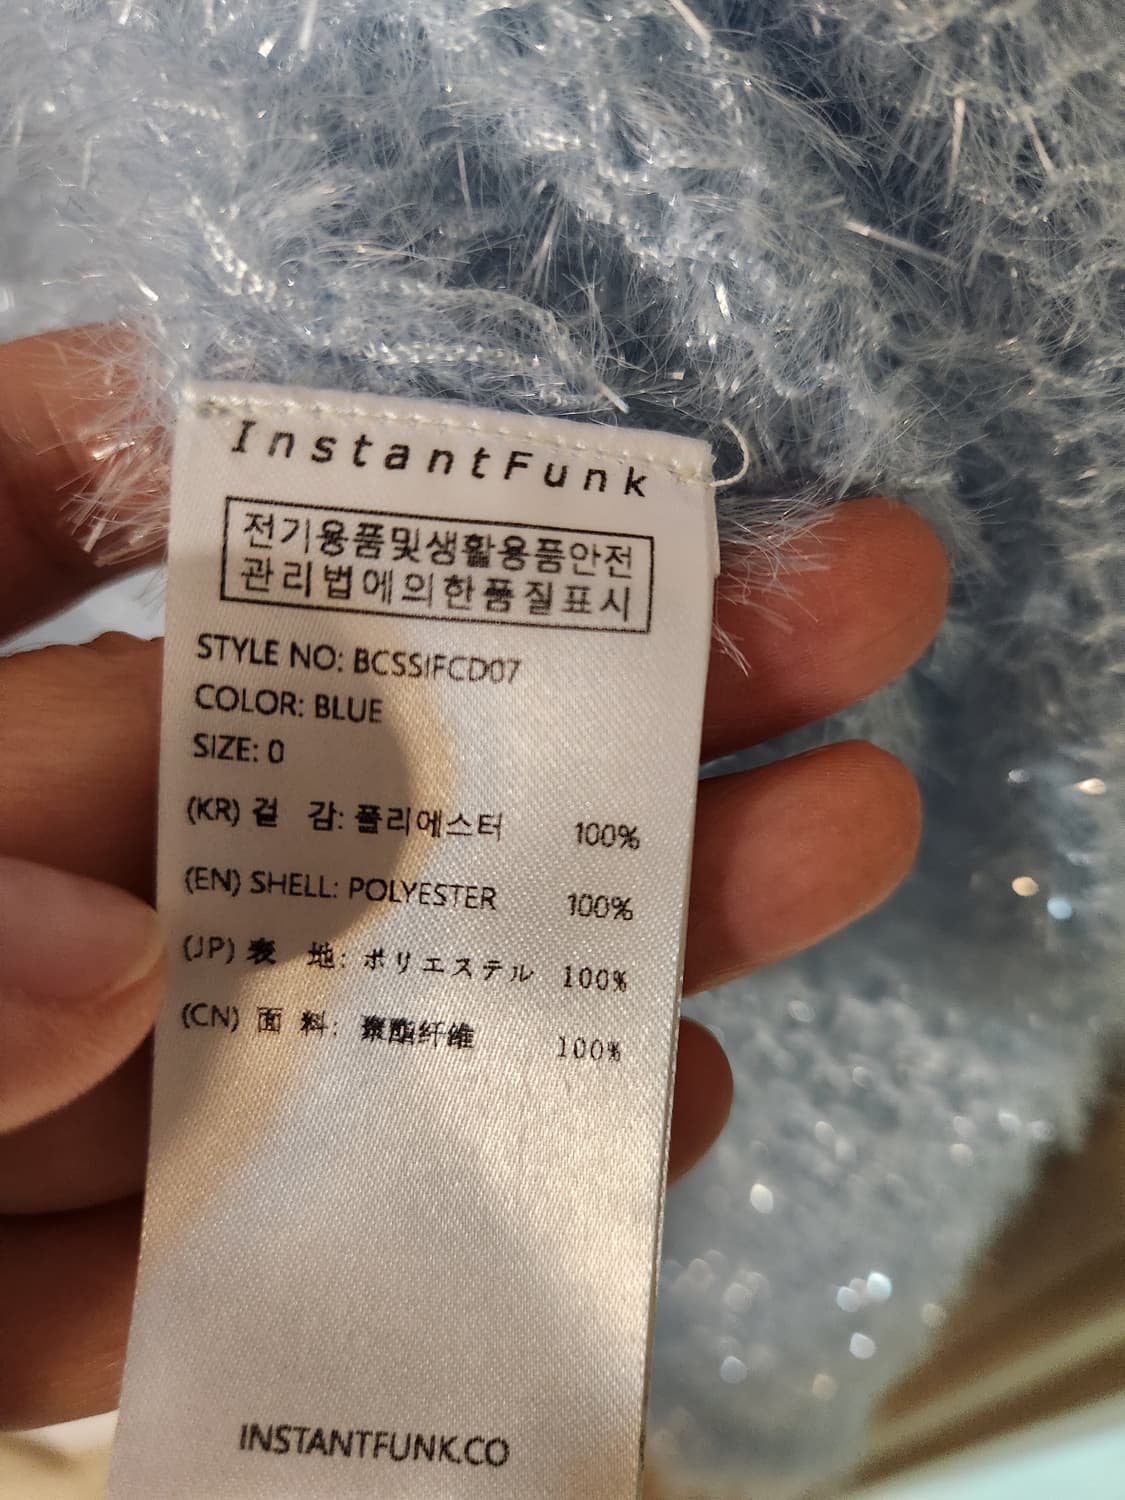 InstantFunk
전기용품및생활용품안전
관리법에의한품질표시
STYLE NO: BCSSIFCD07
COLOR: BLUE
SIZE: 0
(KR) 겉 감: 폴리에스터 100%
(EN) SHELL: POLYESTER 100%
(JP) 表 地: ポリエステル 100%
(CN) 面 料: 聚酯纤维 100%
INSTANTFUNK.CO